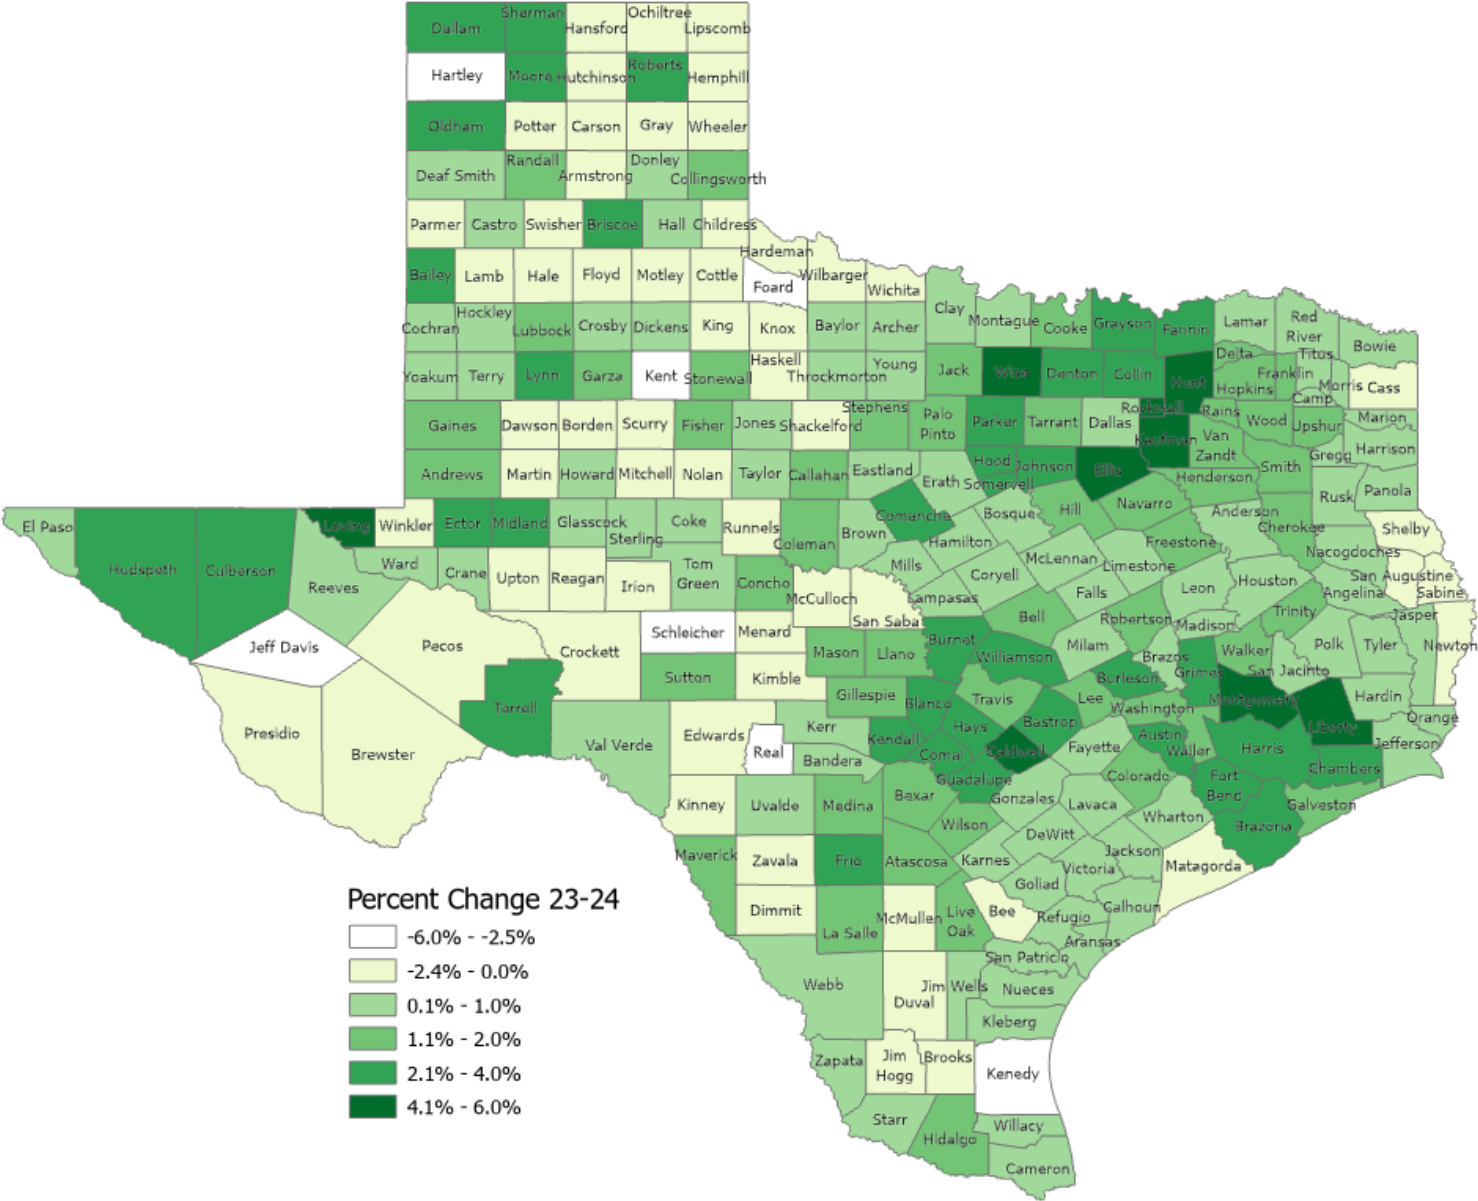 Dallam
Sherman
Hansford
Ochiltree
Lipscomb
Hartley
Moore
Hutchinson
Roberts
Hemphill
Oldham
Potter
Carson
Gray
Wheeler
Deaf Smith
Randall
Armstrong
Donley
Collingsworth
Parmer
Castro
Swisher
Briscoe
Hall
Childress
Hardeman
Bailey
Lamb
Hale
Floyd
Motley
Cottle
Foard
Wilbarger
Wichita
Cochran
Hockley
Lubbock
Crosby
Dickens
King
Knox
Baylor
Archer
Clay
Montague
Cooke
Grayson
Fannin
Lamar
Red
River
Bowie
Yoakum
Terry
Lynn
Garza
Kent
Stonewall
Haskell
Throckmorton
Young
Jack
Wise
Denton
Collin
Hunt
Delta
Hopkins
Franklin
Titus
Camp
Morris
Cass
Gaines
Dawson
Borden
Scurry
Fisher
Jones
Shackelford
Stephens
Palo
Pinto
Parker
Tarrant
Dallas
Rockwall
Kaufman
Rains
Van
Zandt
Wood
Upshur
Marion
Harrison
Gregg
Andrews
Martin
Howard
Mitchell
Nolan
Taylor
Callahan
Eastland
Erath
Hood
Somervell
Johnson
Ellis
Henderson
Smith
Rusk
Panola
El Paso
Hudspeth
Culberson
Loving
Winkler
Ector
Midland
Glasscock
Sterling
Coke
Runnels
Coleman
Brown
Comanche
Hamilton
Bosque
Hill
Navarro
Freestone
Anderson
Cherokee
Nacogdoches
Shelby
Reeves
Ward
Crane
Upton
Reagan
Irion
Tom
Green
Concho
McCulloch
San Saba
Mills
Lampasas
Coryell
McLennan
Limestone
Falls
Leon
Houston
Angelina
San Augustine
Sabine
Jeff Davis
Pecos
Crockett
Schleicher
Menard
Mason
Llano
Burnet
Bell
Williamson
Milam
Robertson
Brazos
Madison
Grimes
Walker
Trinity
San Jacinto
Polk
Tyler
Jasper
Newton
Presidio
Brewster
Terrell
Sutton
Kimble
Gillespie
Blanco
Travis
Hays
Bastrop
Lee
Burleson
Washington
Montgomery
Liberty
Hardin
Orange
Jefferson
Val Verde
Edwards
Real
Kerr
Bandera
Kendall
Comal
Caldwell
Guadalupe
Fayette
Austin
Waller
Harris
Chambers
Fort
Bend
Galveston
Brazoria
Kinney
Uvalde
Medina
Bexar
Wilson
Gonzales
Lavaca
Colorado
Wharton
Matagorda
Maverick
Zavala
Frio
Atascosa
Karnes
DeWitt
Victoria
Jackson
Goliad
Calhoun
Dimmit
La Salle
McMullen
Live
Oak
Bee
Refugio
Aransas
San Patricio
Webb
Duval
Jim Wells
Nueces
Kleberg
Zapata
Jim
Hogg
Brooks
Kenedy
Starr
Hidalgo
Willacy
Cameron
Percent Change 23-24
-6.0% - -2.5%
-2.4% - 0.0%
0.1% - 1.0%
1.1% - 2.0%
2.1% - 4.0%
4.1% - 6.0%